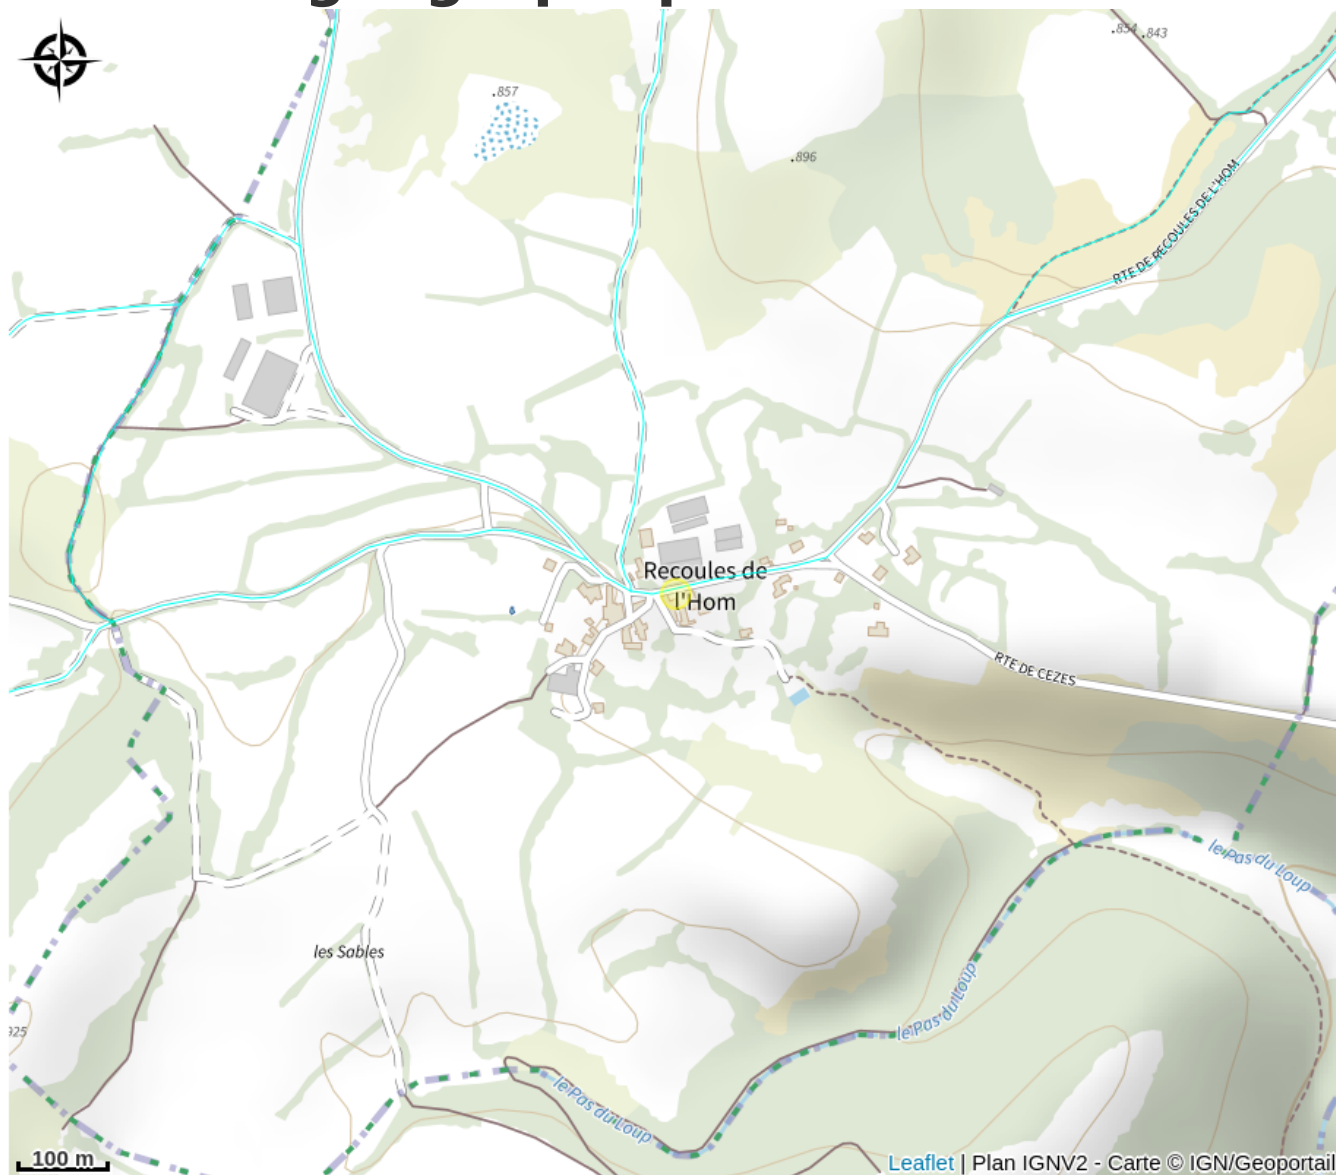 .854
.843
.857
.896
RTE DE RECOULES DE L'HOM
Recoules de
l'Hom
RTE DE CEZES
le Pas du Loup
les Sables
le Pas du Loup
925
le Pas du Loup
100 m
Leaflet | Plan IGNV2 - Carte © IGN/Geoportail